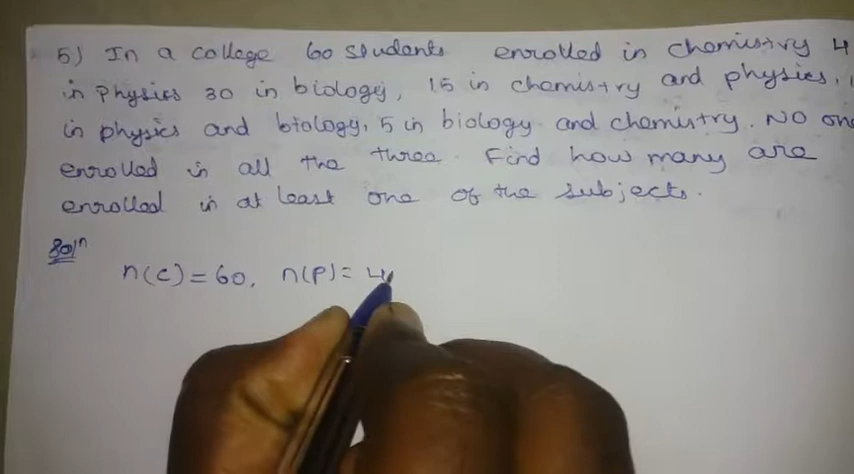 5) In a college 60 students enrolled in chemistry 4
in physics 30 in biology, 15 in chemistry and physics,
in physics and biology, 5 in biology and chemistry. No one
enrolled in all the three. Find how many are
enrolled in at least one of the subjects.
Soln
n(C) = 60, n(P) = 4